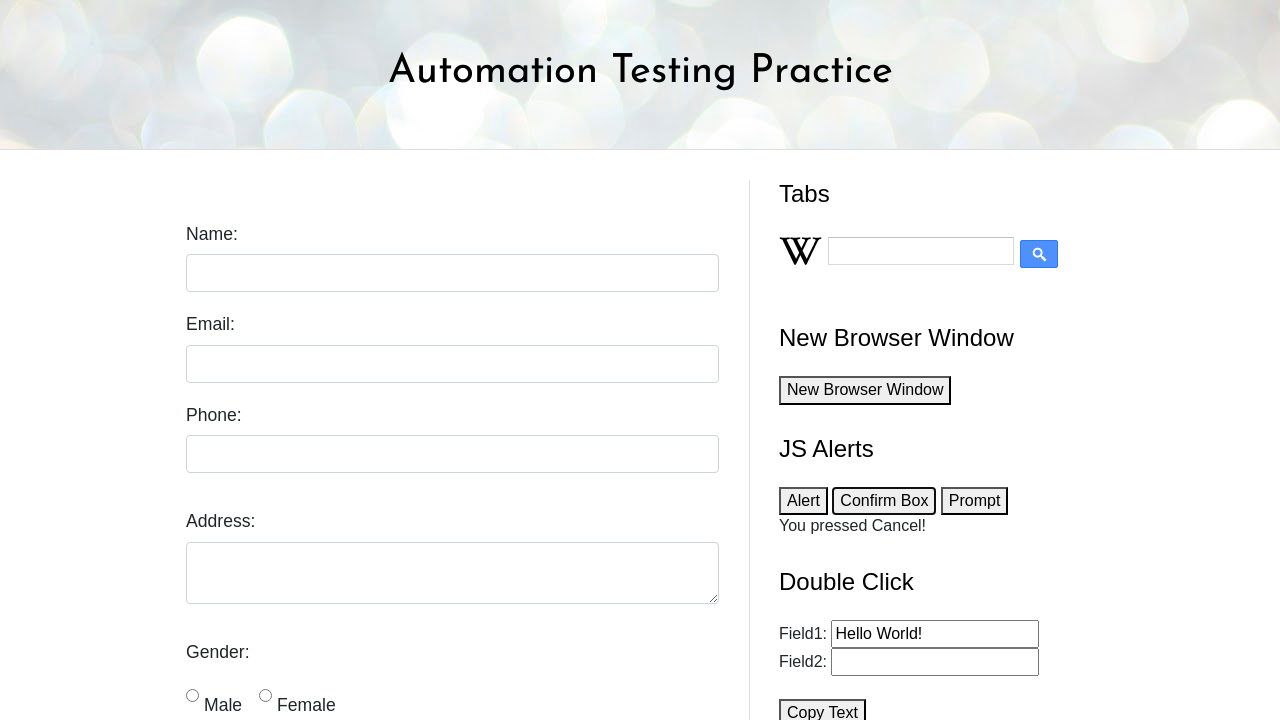 Automation Testing Practice
Name:
Email:
Phone:
Address:
Gender:
Male Female
Tabs
New Browser Window
New Browser Window
JS Alerts
Alert Confirm Box Prompt
You pressed Cancel!
Double Click
Field1: Hello World!
Field2:
Copy Text